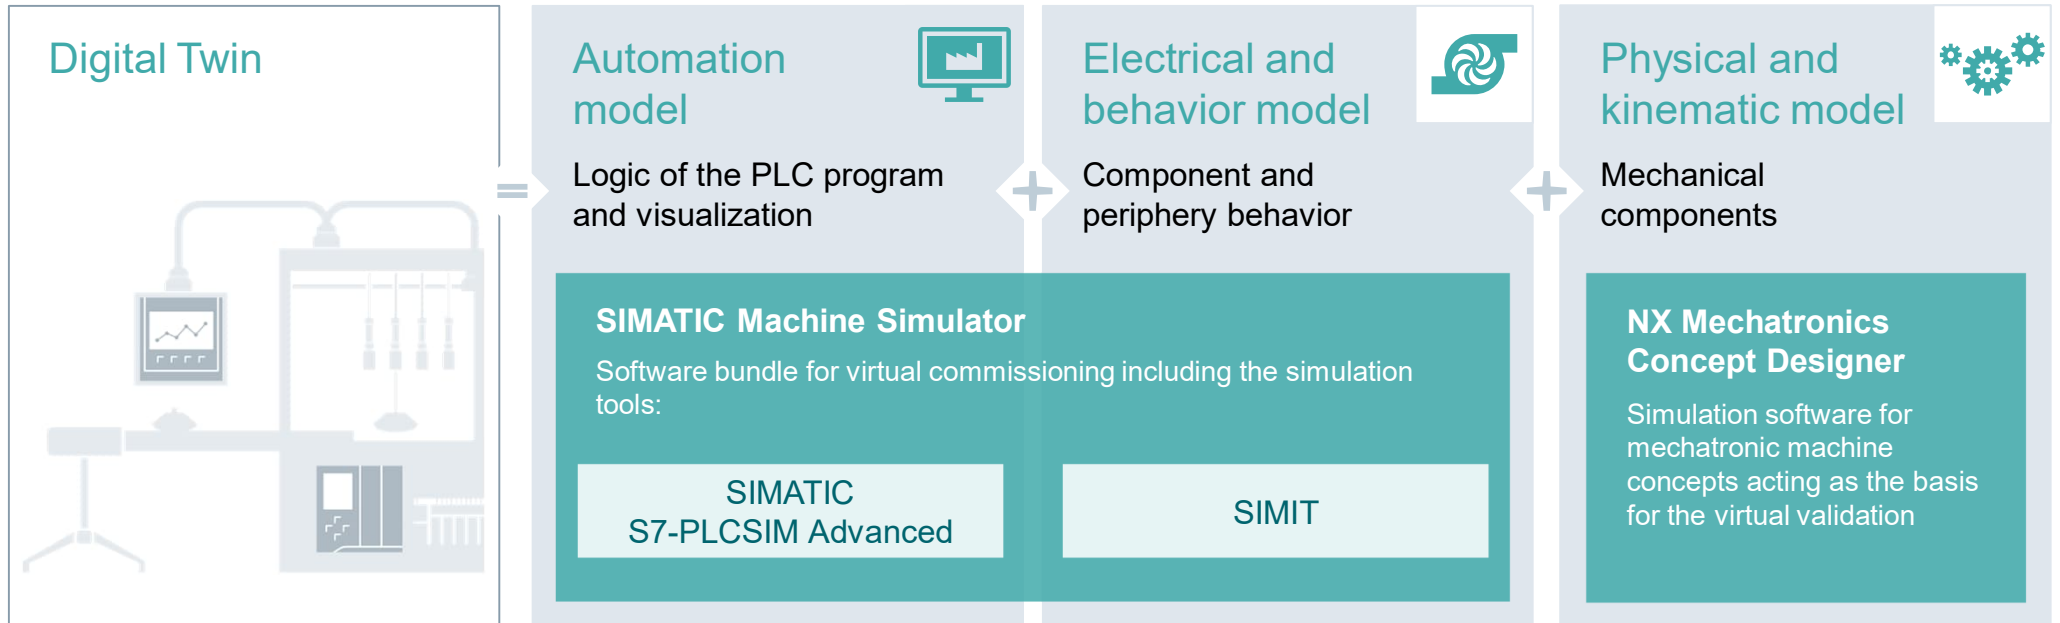 Digital Twin
Automation
model
Logic of the PLC program
and visualization
Electrical and
behavior model
Component and
periphery behavior
Physical and
kinematic model
Mechanical
components
SIMATIC Machine Simulator
Software bundle for virtual commissioning including the simulation
tools:
SIMATIC
S7-PLCSIM Advanced
SIMIT
NX Mechatronics
Concept Designer
Simulation software for
mechatronic machine
concepts acting as the basis
for the virtual validation